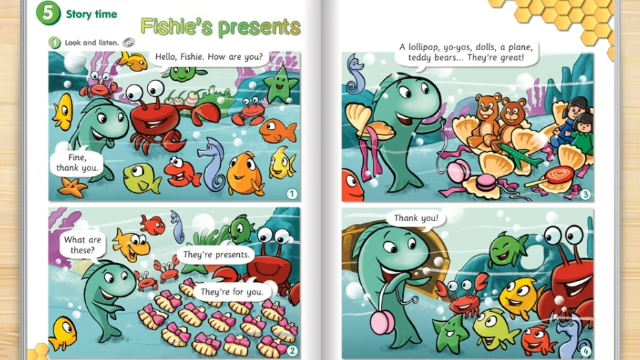 5 Story time
Fishie's presents
1 Look and listen.
Hello, Fishie. How are you?
Fine,
thank you.
1
What are
these?
They're presents.
They're for you.
2
A lollipop, yo-yos, dolls, a plane,
teddy bears... They're great!
3
Thank you!
4